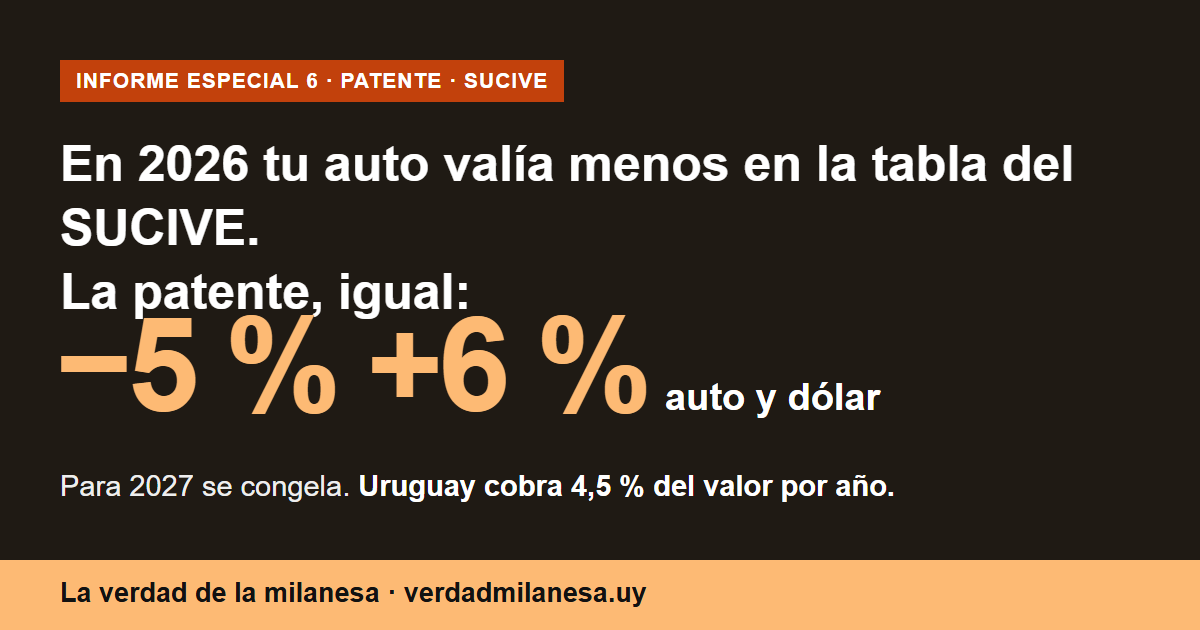 INFORME ESPECIAL 6 · PATENTE · SUCIVE
En 2026 tu auto valía menos en la tabla del
SUCIVE.
La patente, igual:
−5 % +6 % auto y dólar
Para 2027 se congela. Uruguay cobra 4,5 % del valor por año.
La verdad de la milanesa · verdadmilanesa.uy